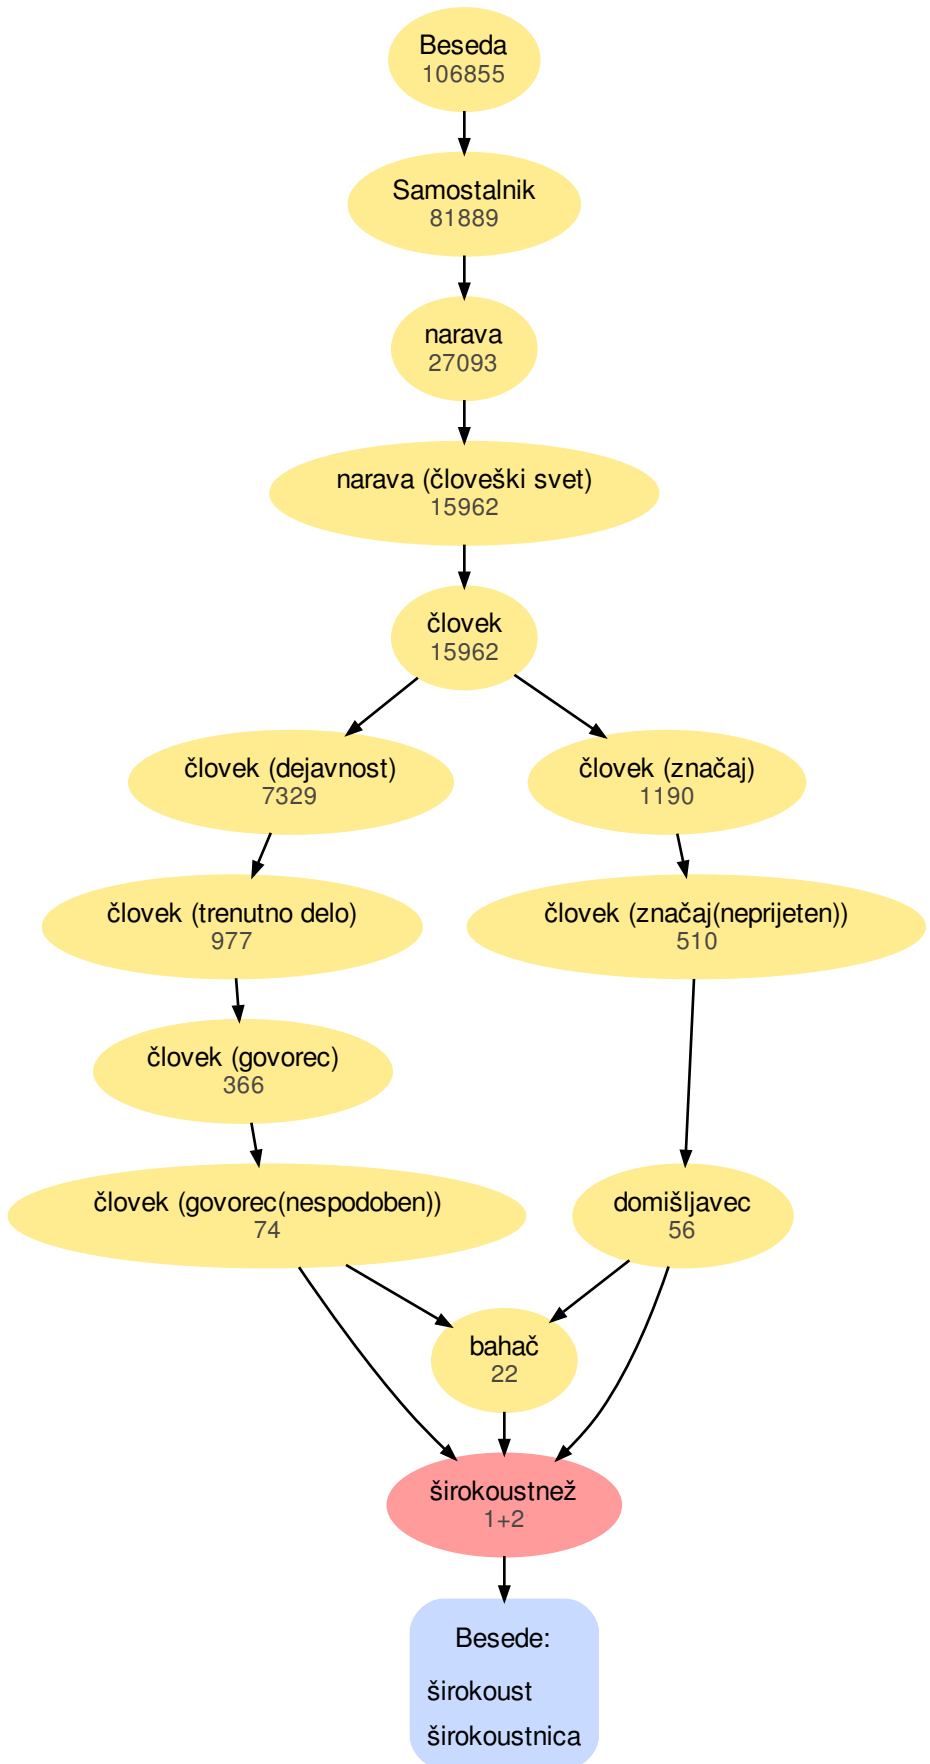 Beseda
106855
Samostalnik
81889
narava
27093
narava (človeški svet)
15962
človek
15962
človek (dejavnost)
7329
človek (značaj)
1190
človek (trenutno delo)
977
človek (značaj(neprijeten))
510
človek (govorec)
366
človek (govorec(nespodoben))
74
domišljavec
56
bahač
22
širokoustnež
1+2
Besede:
širokoust
širokoustnica